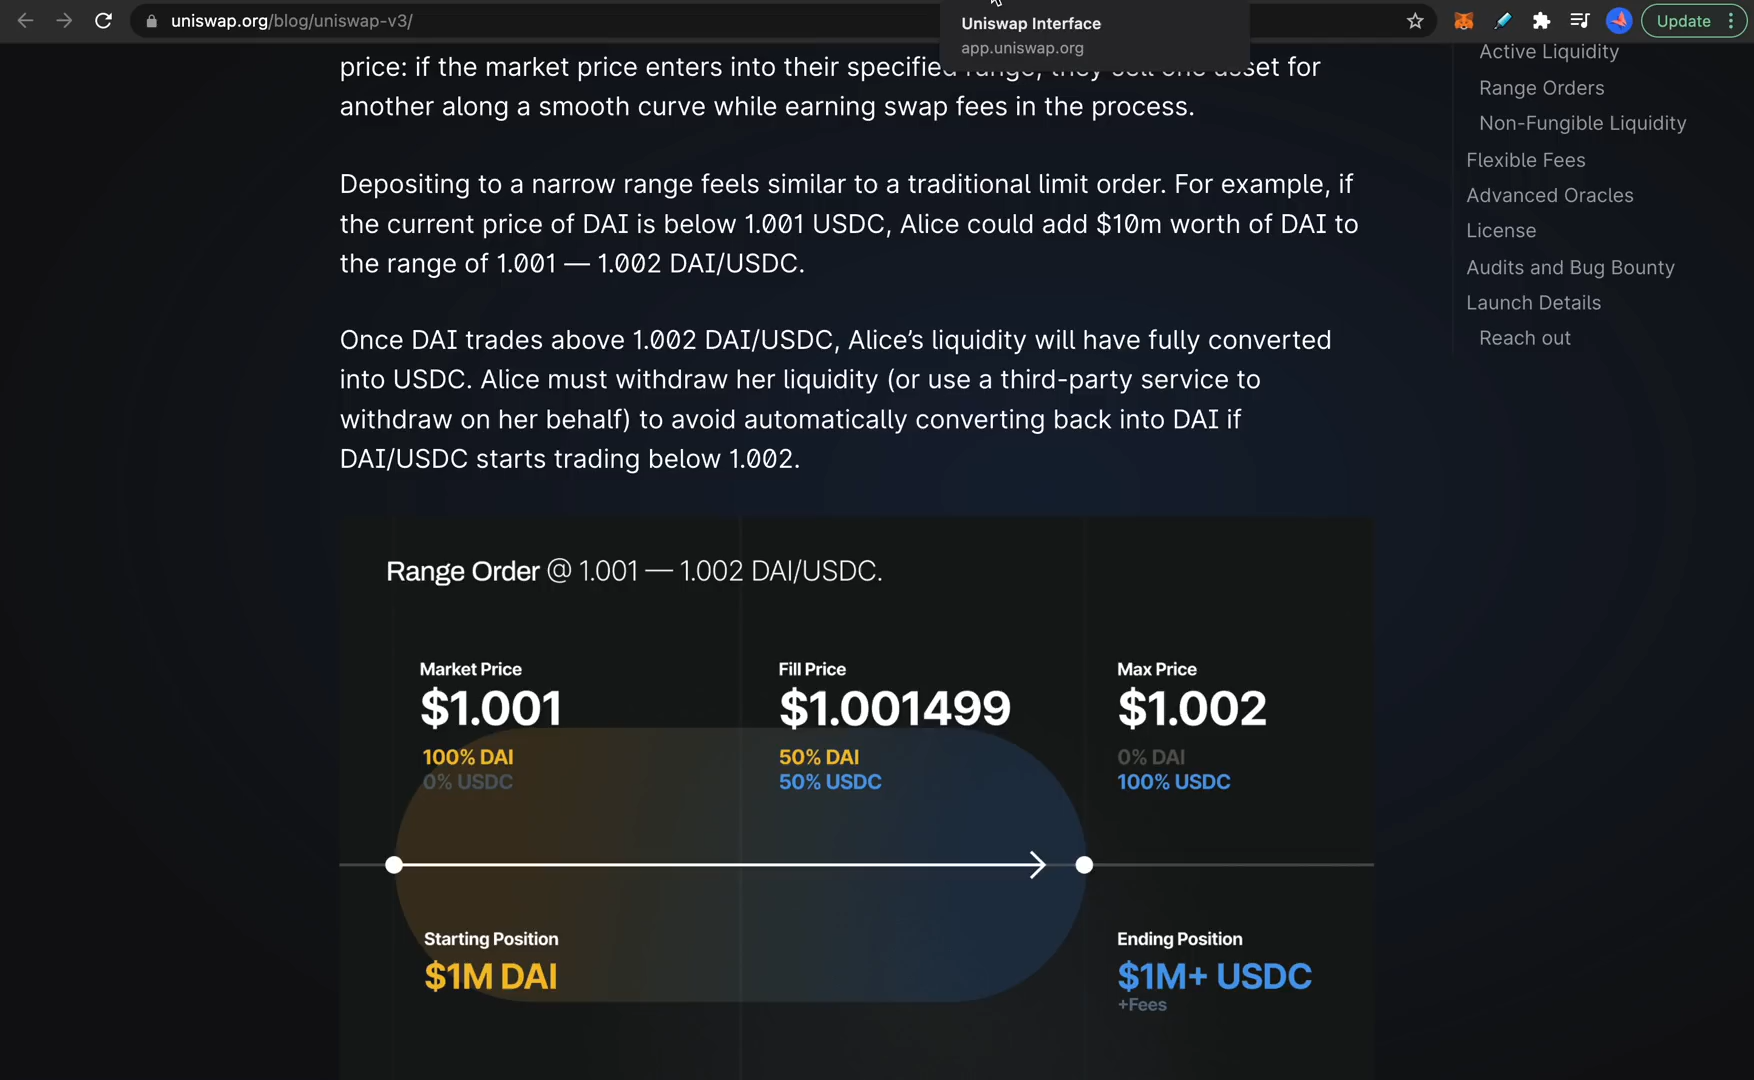 uniswap.org/blog/uniswap-v3/
Uniswap Interface
app.uniswap.org
Update
price: if the market price enters into their specified range, they sell one asset for
another along a smooth curve while earning swap fees in the process.
Depositing to a narrow range feels similar to a traditional limit order. For example, if
the current price of DAI is below 1.001 USDC, Alice could add $10m worth of DAI to
the range of 1.001 — 1.002 DAI/USDC.
Once DAI trades above 1.002 DAI/USDC, Alice’s liquidity will have fully converted
into USDC. Alice must withdraw her liquidity (or use a third-party service to
withdraw on her behalf) to avoid automatically converting back into DAI if
DAI/USDC starts trading below 1.002.
Range Order @ 1.001 — 1.002 DAI/USDC.
Market Price
$1.001
100% DAI
0% USDC
Fill Price
$1.001499
50% DAI
50% USDC
Max Price
$1.002
0% DAI
100% USDC
Starting Position
$1M DAI
Ending Position
$1M+ USDC
+Fees
Active Liquidity
Range Orders
Non-Fungible Liquidity
Flexible Fees
Advanced Oracles
License
Audits and Bug Bounty
Launch Details
Reach out